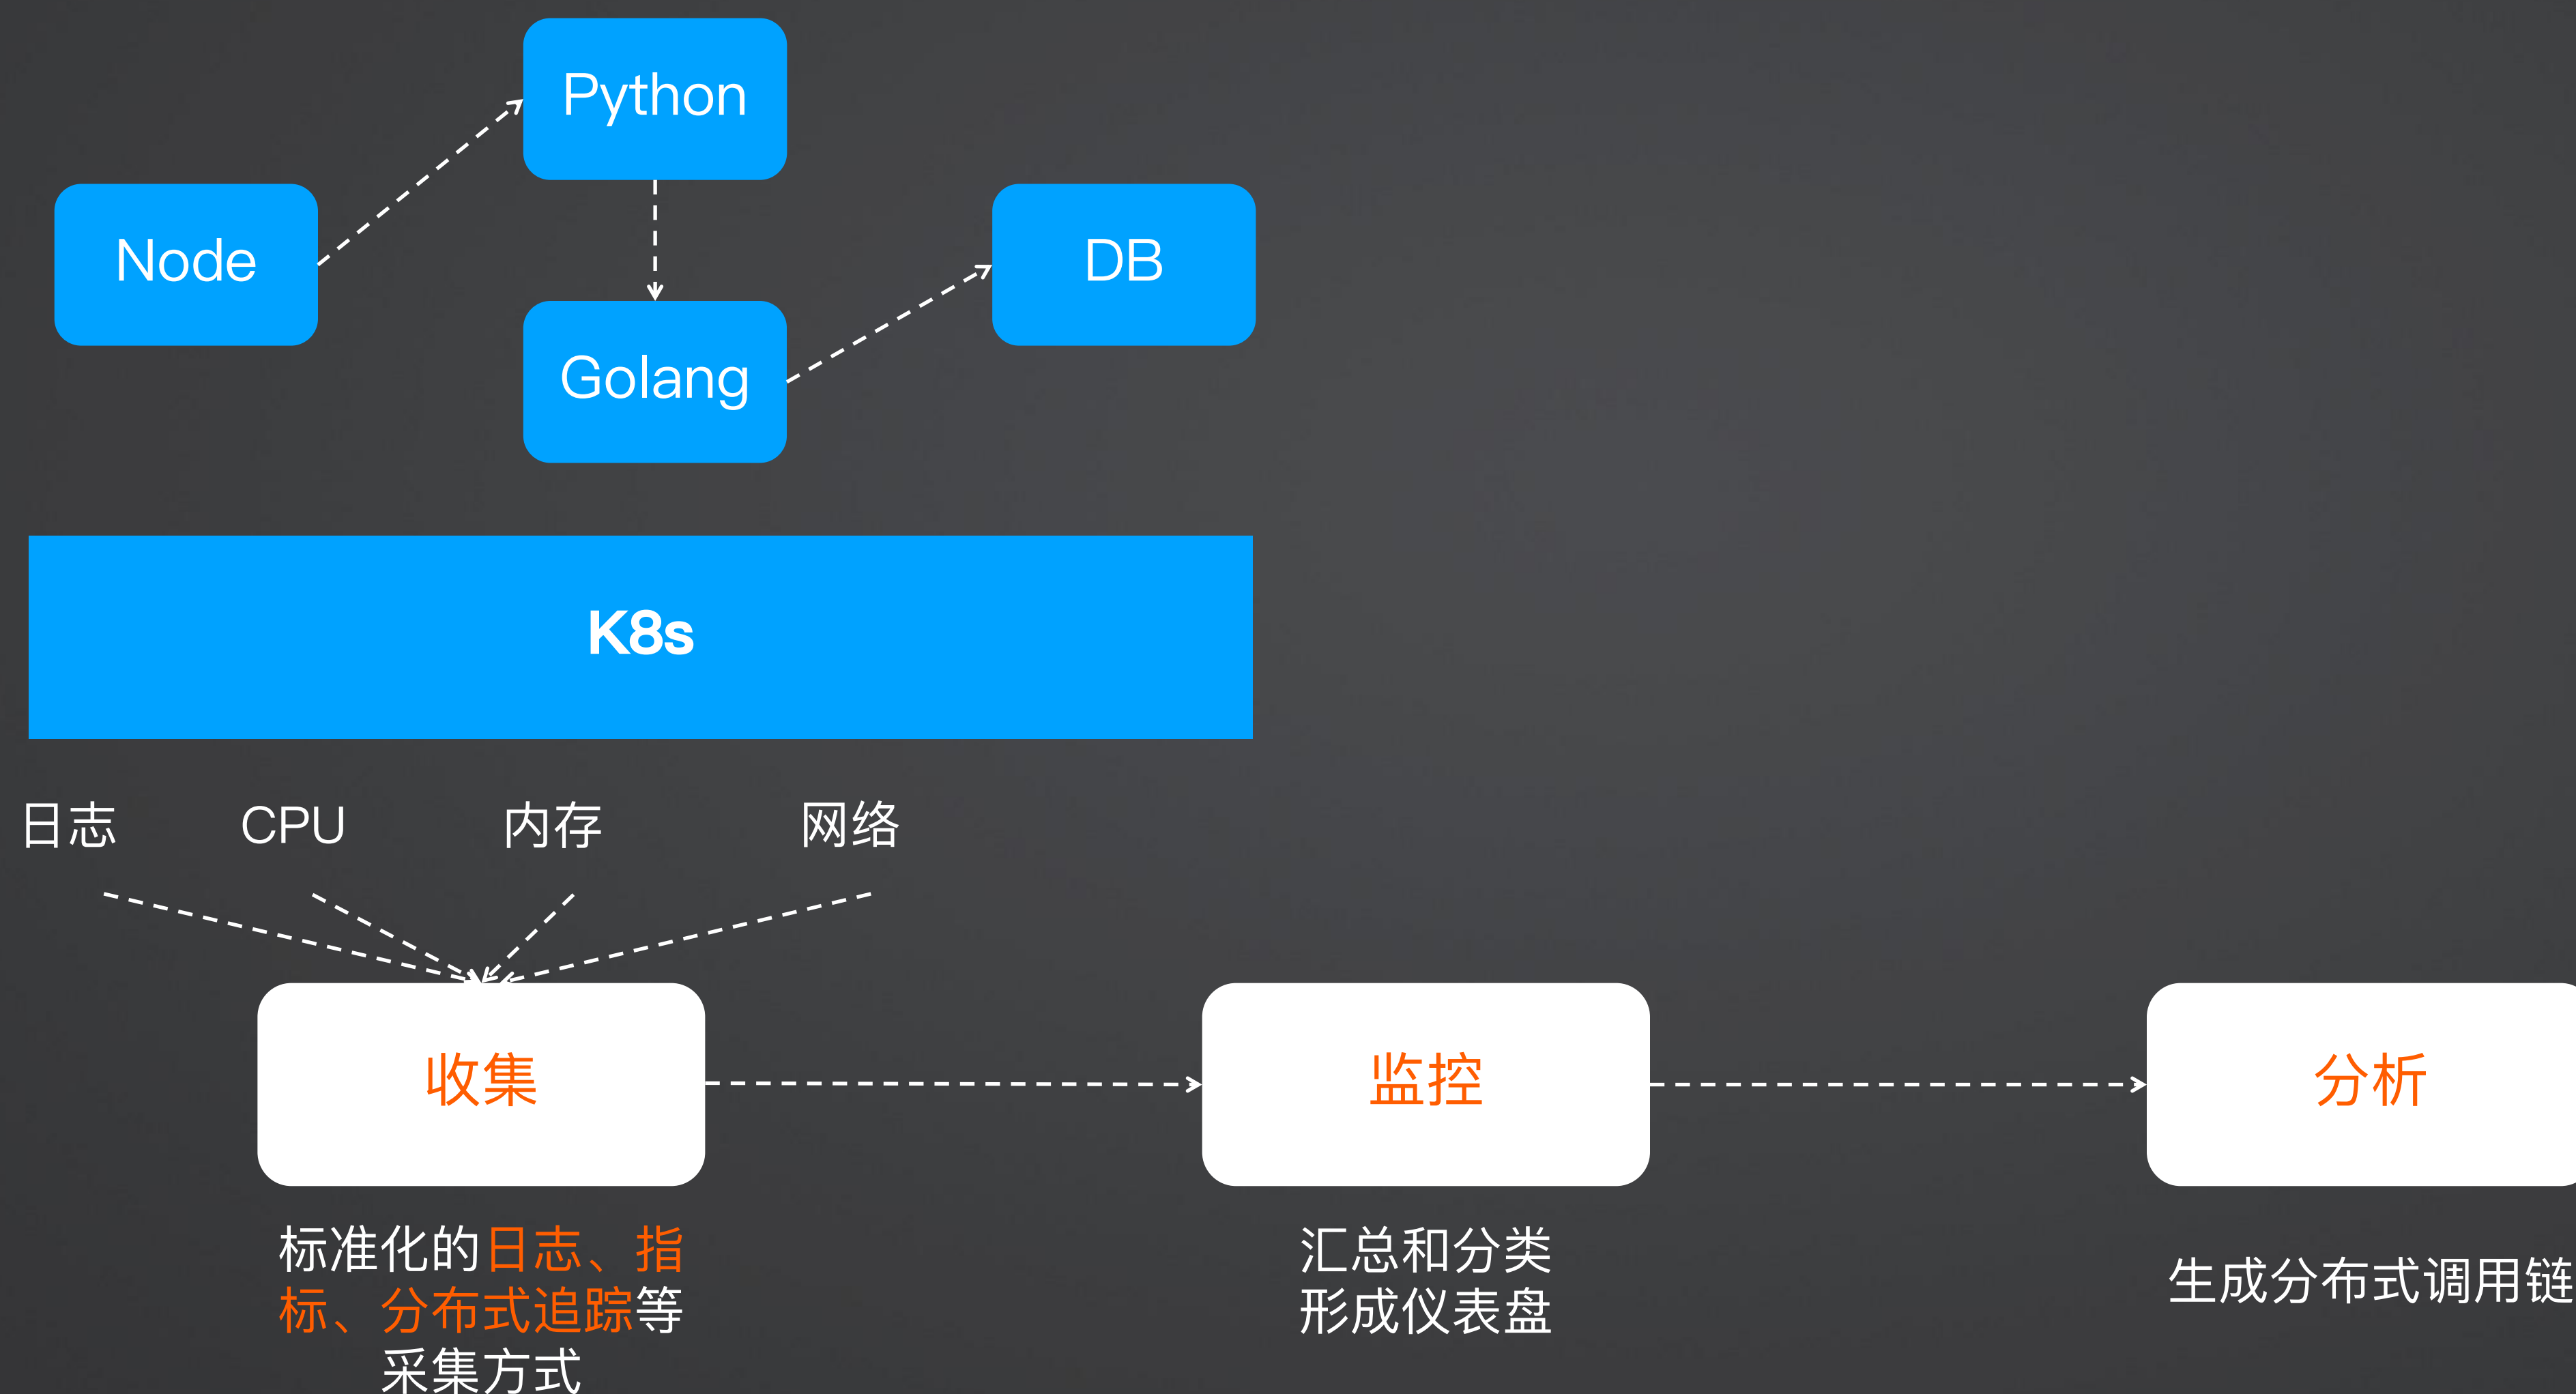 Python
Node
DB
Golang
K8s
日志
CPU
内存
网络
收集
监控
分析
标准化的日志、指
标、分布式追踪等
采集方式
汇总和分类
形成仪表盘
生成分布式调用链